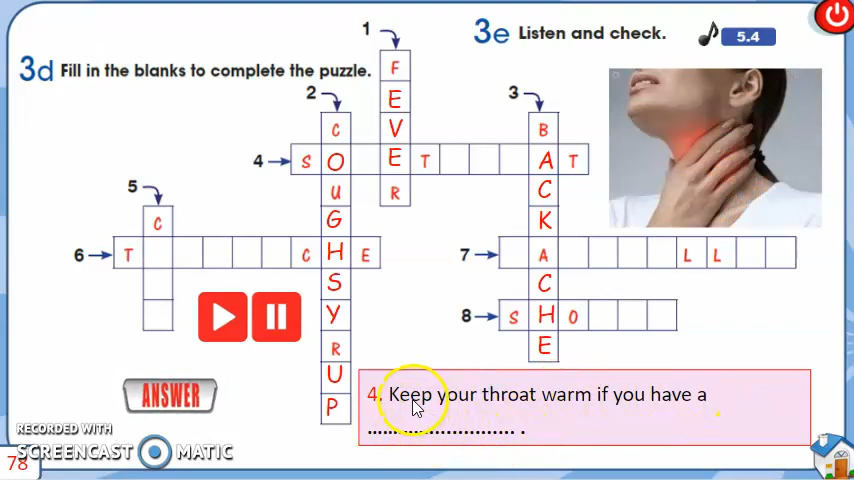 3d Fill in the blanks to complete the puzzle.
3e Listen and check.
5.4
1
F
E
2
3
C
V
B
4
S
O
E
T
A
T
5
U
R
C
C
G
K
6
T
C
H
E
7
A
L
L
S
C
Y
8
S
H
O
R
E
U
P
ANSWER
4. Keep your throat warm if you have a
........................... .
RECORDED WITH
SCREENCAST MATIC
78